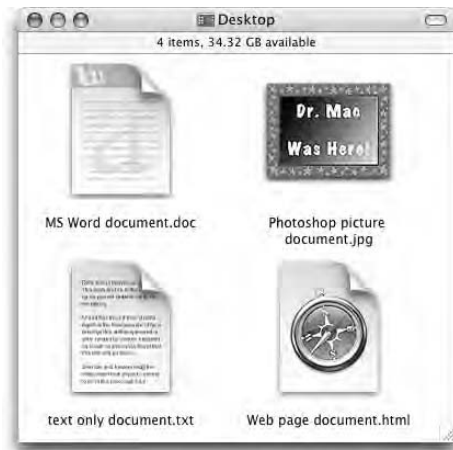 Desktop
4 items, 34.32 GB available
Dr. Mac
Was Here!
MS Word document.doc
Photoshop picture
document.jpg
text only document.txt
Web page document.html